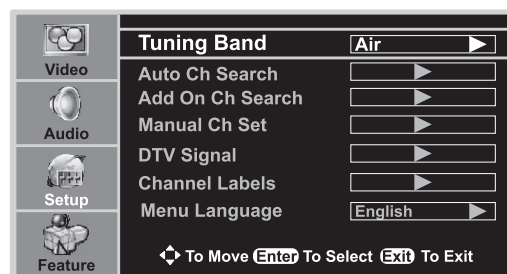 Video
Audio
Setup
Feature
Tuning Band Air
Auto Ch Search
Add On Ch Search
Manual Ch Set
DTV Signal
Channel Labels
Menu Language English
To Move Enter To Select Exit To Exit